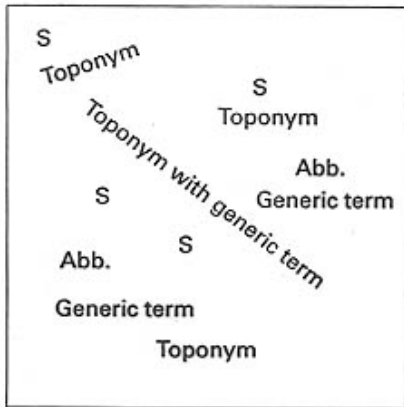 S
Toponym
S
Toponym
Toponym with generic term
Abb.
Generic term
S
S
Abb.
Generic term
Toponym